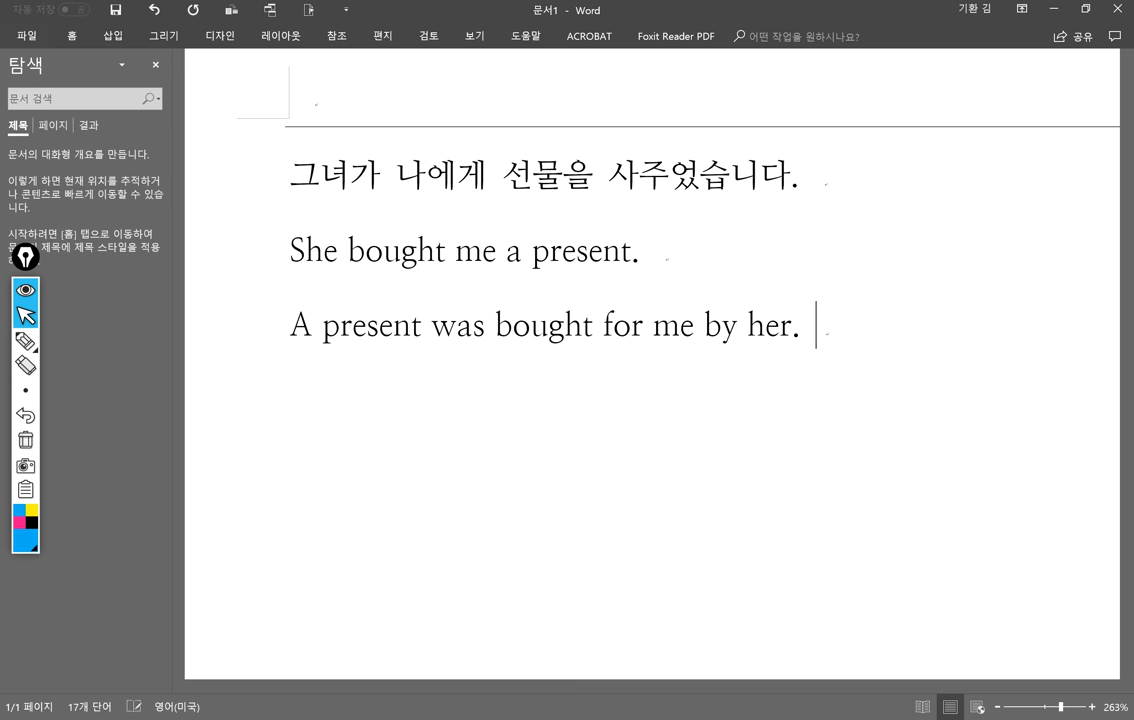 자동 저장
문서1 - Word
기환 김
파일 홈 삽입 그리기 디자인 레이아웃 참조 편지 검토 보기 도움말 ACROBAT Foxit Reader PDF 어떤 작업을 원하시나요? 공유
탐색
문서 검색
제목 페이지 결과
문서의 대화형 개요를 만듭니다.
이렇게 하면 현재 위치를 추적하거
나 콘텐츠로 빠르게 이동할 수 있습
니다.
시작하려면 [홈] 탭으로 이동하여
제목에 제목 스타일을 적용
그녀가 나에게 선물을 사주었습니다.
She bought me a present.
A present was bought for me by her.
1/1 페이지 17개 단어 영어(미국) 263%